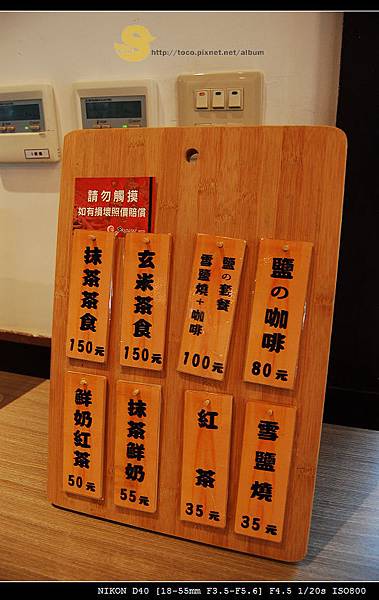 http://toco.pixnet.net/album
請勿觸摸
如有損壞照價賠償
抹茶茶食
150元
玄米茶食
150元
鹽の套餐
雪鹽燒+咖啡
100元
鹽の咖啡
80元
鮮奶紅茶
50元
抹茶鮮奶
55元
紅茶
35元
雪鹽燒
35元
NIKON D40 [18-55mm F3.5-F5.6] F4.5 1/20s ISO800